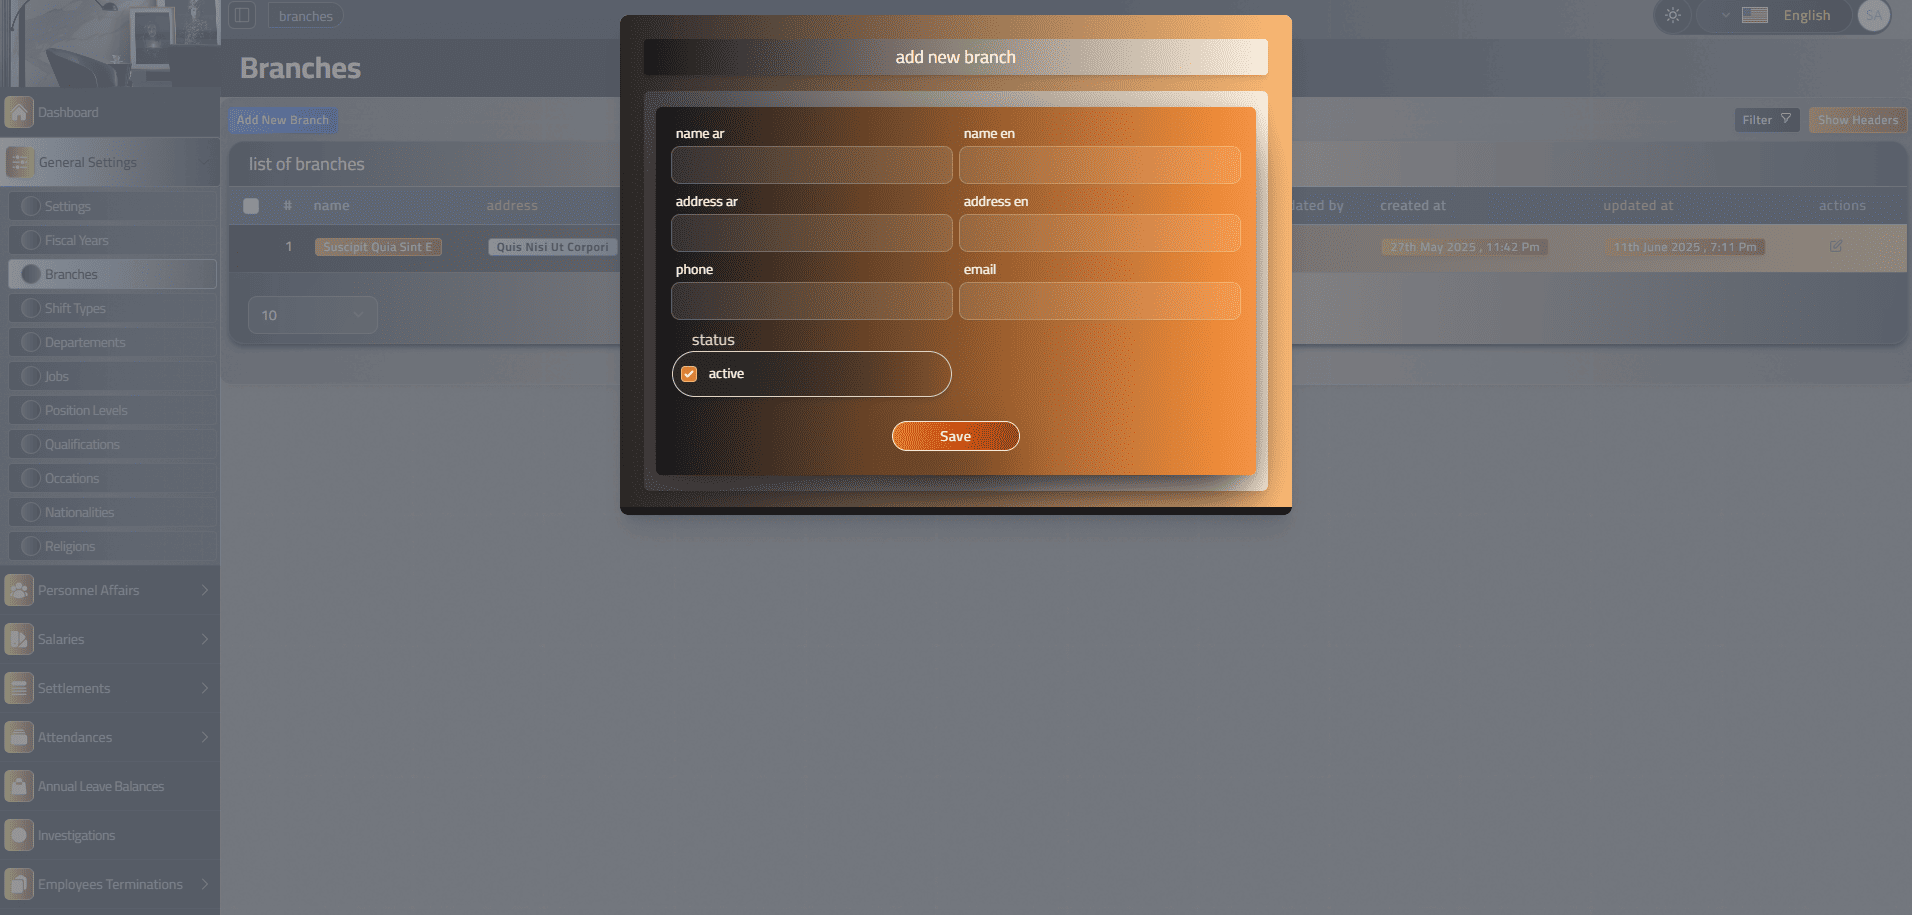 branches
English
SA
Branches
Dashboard
General Settings
Settings
Fiscal Years
Branches
Shift Types
Departements
Jobs
Position Levels
Qualifications
Occations
Nationalities
Religions
Personnel Affairs
Salaries
Settlements
Attendances
Annual Leave Balances
Investigations
Employees Terminations
Add New Branch
Filter
Show Headers
list of branches
# name address dated by created at updated at actions
1 Suscipit Quia Sint E Quis Nisi Ut Corpori 27th May 2025 , 11:42 Pm 11th June 2025 , 7:11 Pm
10
add new branch
name ar name en
address ar address en
phone email
status
active
Save